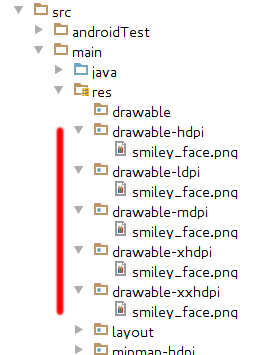 src
androidTest
main
java
res
drawable
drawable-hdpi
smiley_face.png
drawable-ldpi
smiley_face.png
drawable-mdpi
smiley_face.png
drawable-xhdpi
smiley_face.png
drawable-xxhdpi
smiley_face.png
layout
mipmap-hdpi